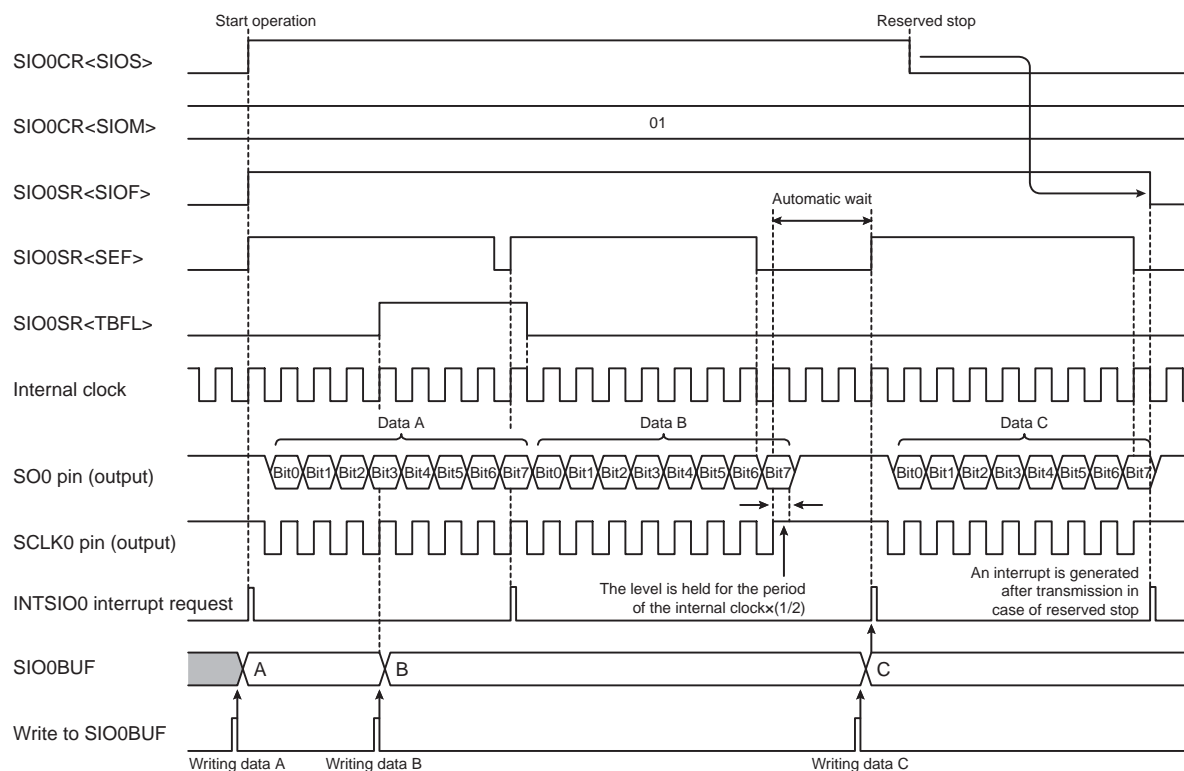 Start operation
Reserved stop
SIO0CR<SIOS>
SIO0CR<SIOM>
01
SIO0SR<SIOF>
Automatic wait
SIO0SR<SEF>
SIO0SR<TBFL>
Internal clock
Data A
Data B
Data C
SO0 pin (output)
Bit0 Bit1 Bit2 Bit3 Bit4 Bit5 Bit6 Bit7 Bit0 Bit1 Bit2 Bit3 Bit4 Bit5 Bit6 Bit7 Bit0 Bit1 Bit2 Bit3 Bit4 Bit5 Bit6 Bit7
SCLK0 pin (output)
The level is held for the period
of the internal clock×(1/2)
An interrupt is generated
after transmission in
case of reserved stop
INTSIO0 interrupt request
SIO0BUF
A
B
C
Write to SIO0BUF
Writing data A
Writing data B
Writing data C